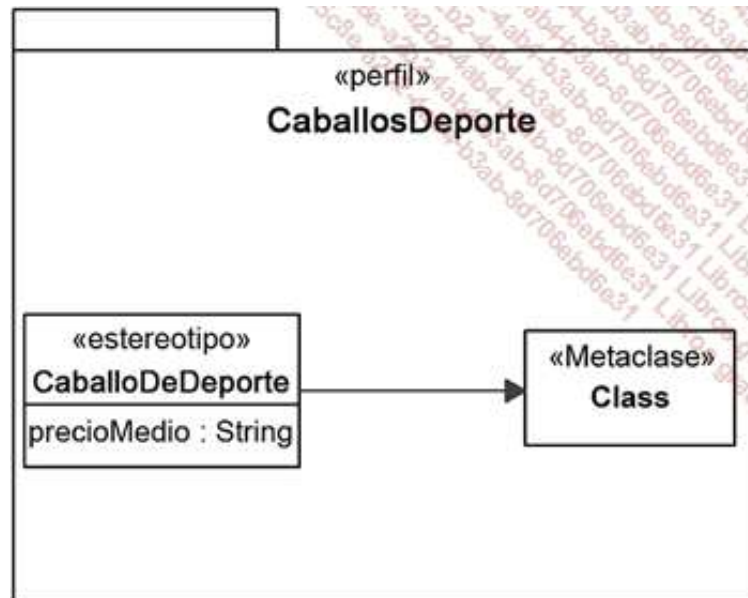 «perfil»
CaballosDeporte
«estereotipo»
CaballoDeDeporte
precioMedio : String
«Metaclase»
Class